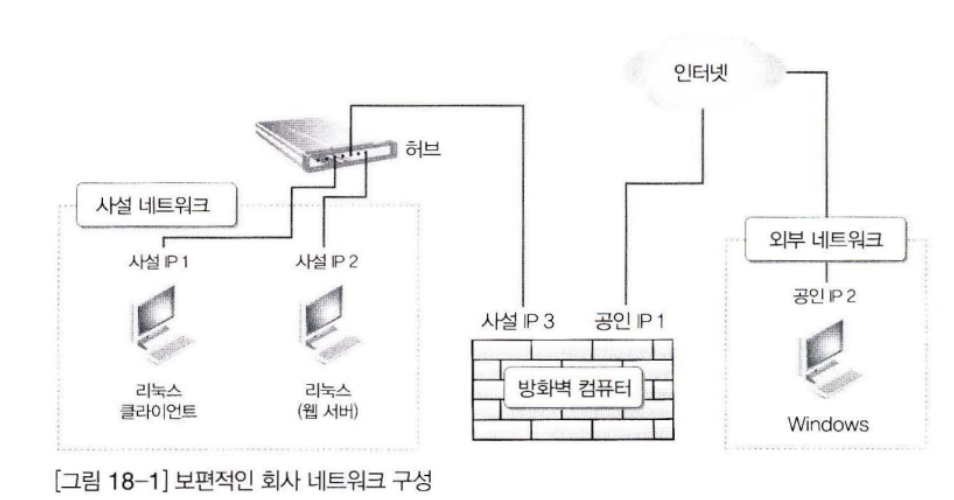 인터넷
허브
사설 네트워크
사설 IP 1
사설 IP 2
외부 네트워크
공인 IP 2
사설 IP 3
공인 IP 1
방화벽 컴퓨터
리눅스
클라이언트
리눅스
(웹 서버)
Windows
[그림 18-1] 보편적인 회사 네트워크 구성